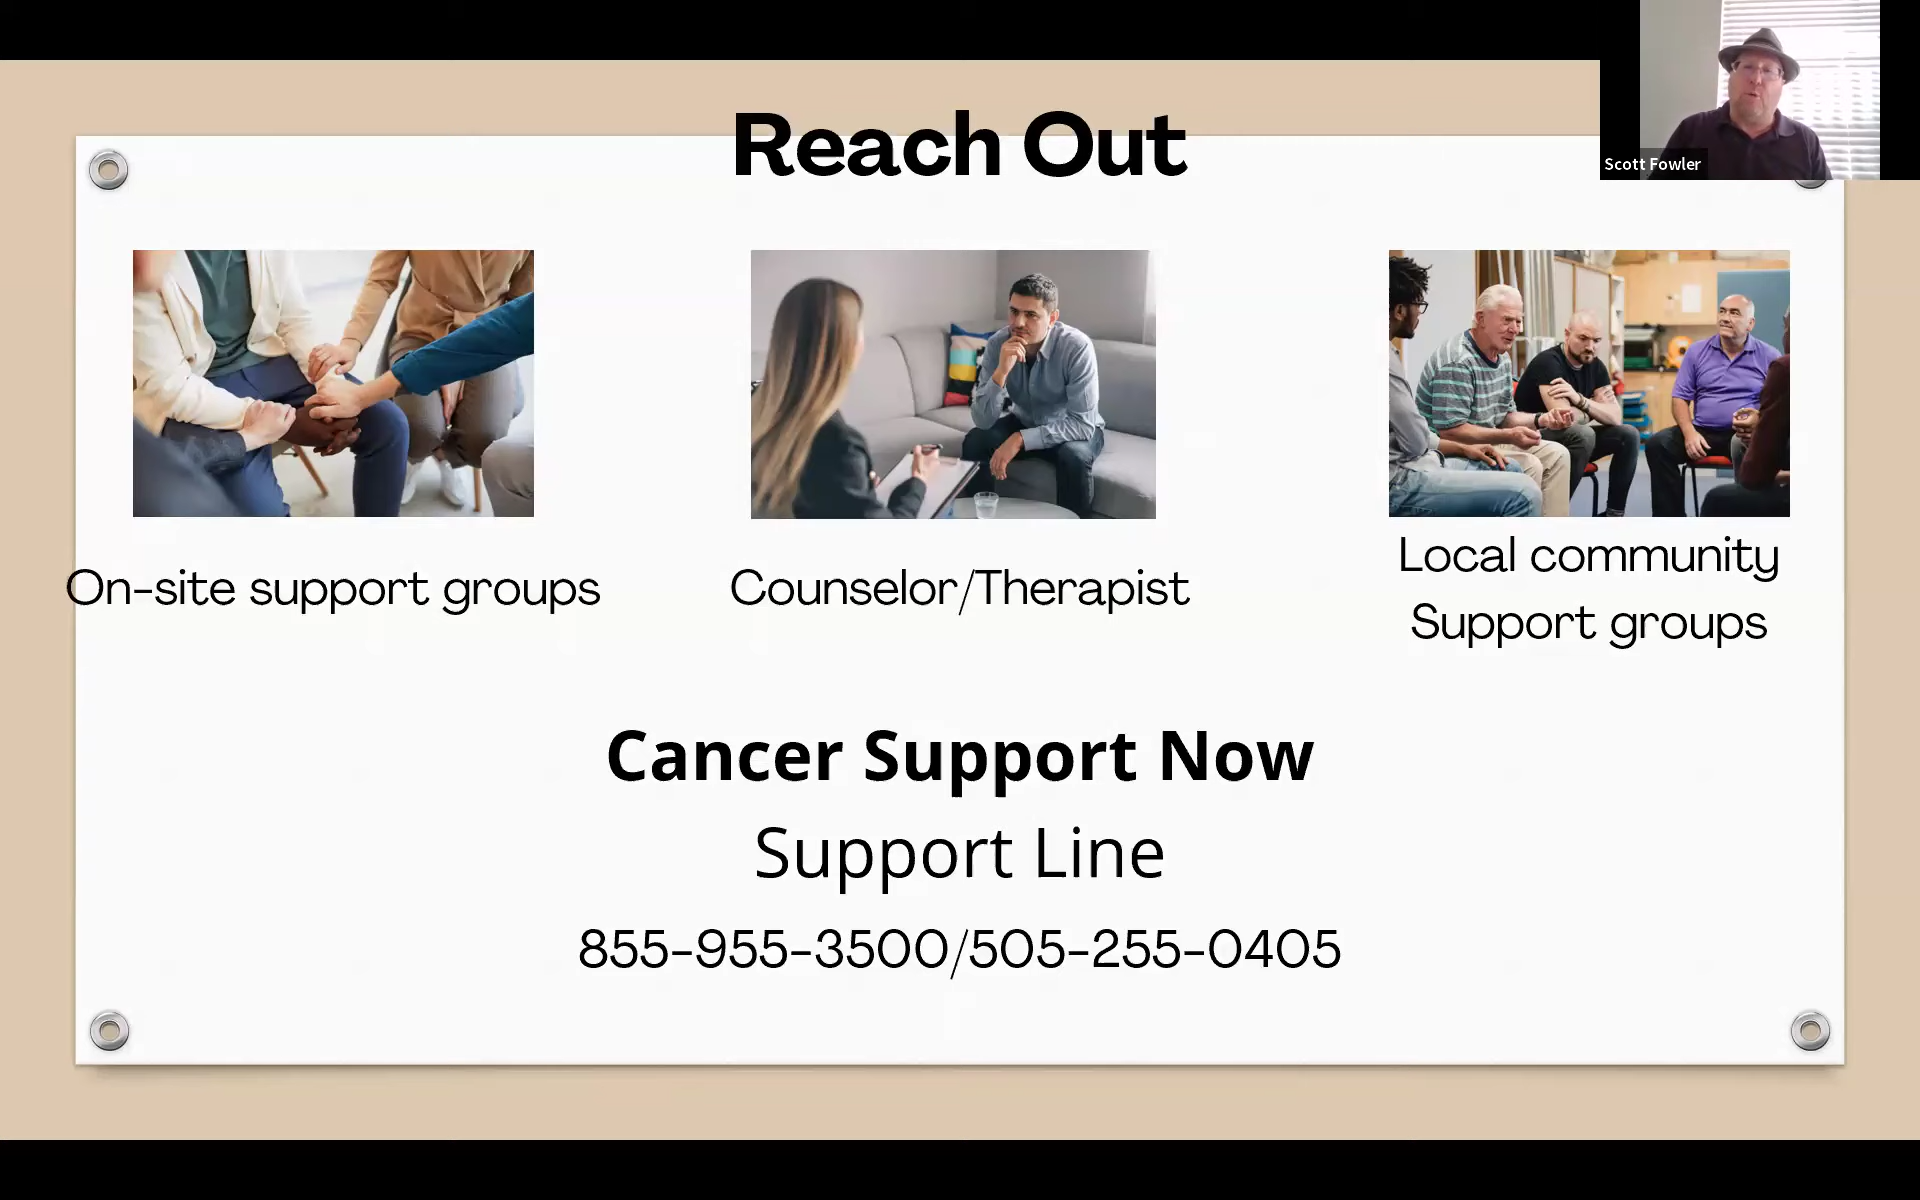 Reach Out
Scott Fowler
On-site support groups
Counselor/Therapist
Local community
Support groups
Cancer Support Now
Support Line
855-955-3500/505-255-0405